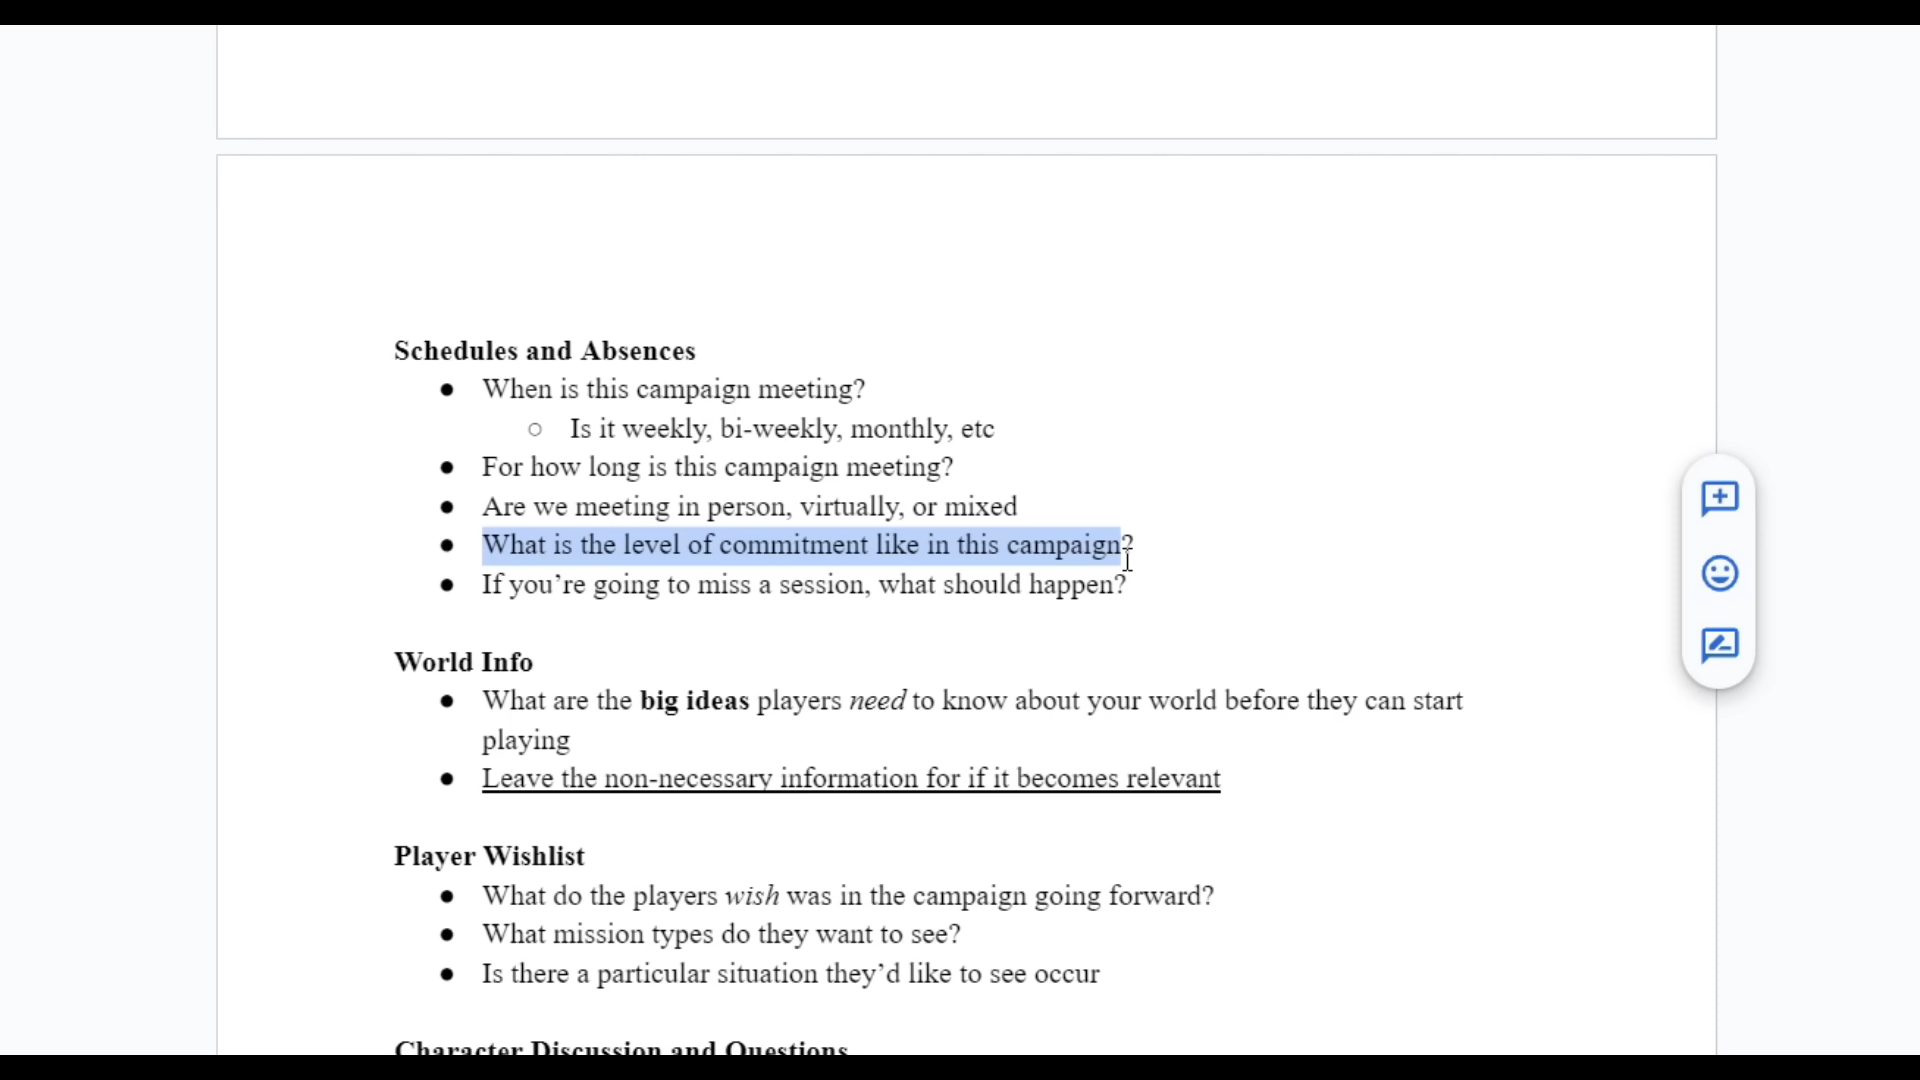 Schedules and Absences
● When is this campaign meeting?
○ Is it weekly, bi-weekly, monthly, etc
● For how long is this campaign meeting?
● Are we meeting in person, virtually, or mixed
● What is the level of commitment like in this campaign?
● If you’re going to miss a session, what should happen?
World Info
● What are the big ideas players need to know about your world before they can start
playing
● Leave the non-necessary information for if it becomes relevant
Player Wishlist
● What do the players wish was in the campaign going forward?
● What mission types do they want to see?
● Is there a particular situation they’d like to see occur
Character Discussion and Questions